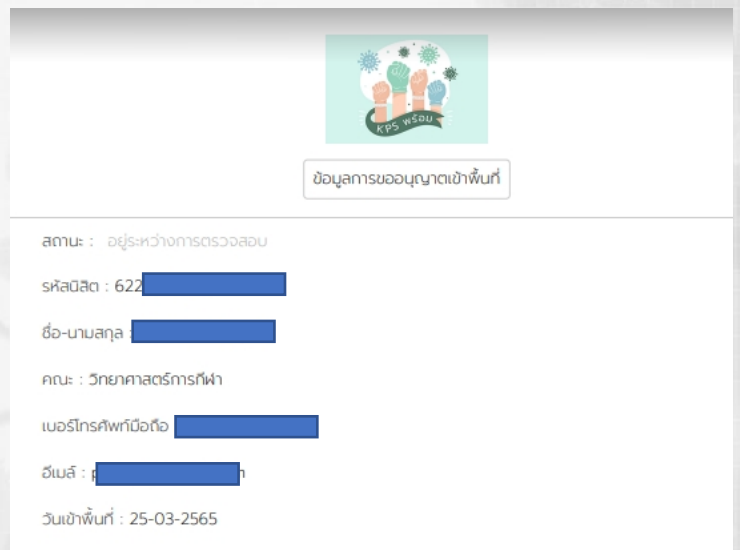 KPS พร้อม
ข้อมูลการขออนุญาตเข้าพื้นที่
สถานะ : อยู่ระหว่างการตรวจสอบ
รหัสนิสิต : 622
ชื่อ-นามสกุล :
คณะ : วิทยาศาสตร์การกีฬา
เบอร์โทรศัพท์มือถือ
อีเมล์ :
วันเข้าพื้นที่ : 25-03-2565